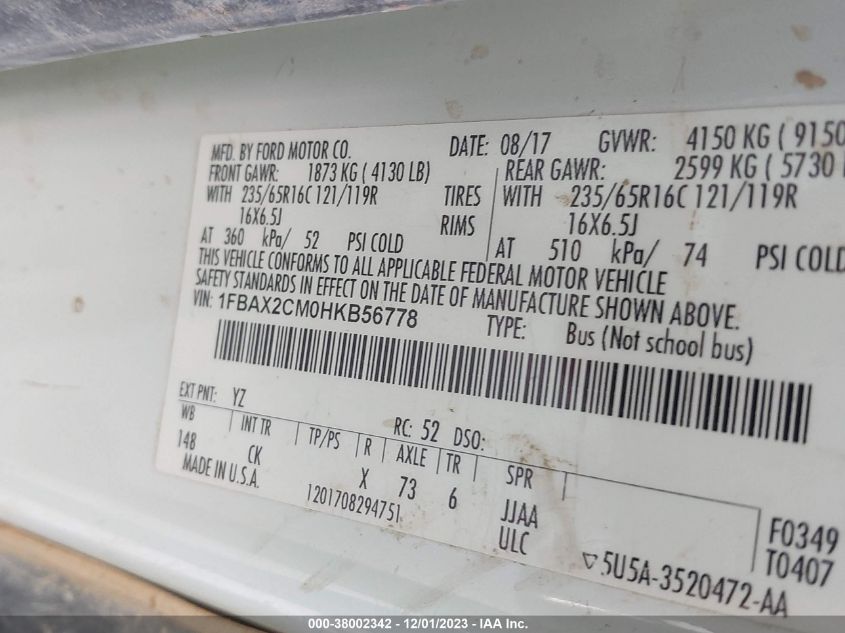 MFD. BY FORD MOTOR CO. DATE: 08/17 GVWR: 4150 KG ( 9150
FRONT GAWR: 1873 KG ( 4130 LB) REAR GAWR: 2599 KG ( 5730
WITH 235/65R16C 121/119R TIRES WITH 235/65R16C 121/119R
16X6.5J RIMS 16X6.5J
AT 360 kPa/ 52 PSI COLD AT 510 kPa/ 74 PSI COLD
THIS VEHICLE CONFORMS TO ALL APPLICABLE FEDERAL MOTOR VEHICLE
SAFETY STANDARDS IN EFFECT ON THE DATE OF MANUFACTURE SHOWN ABOVE.
VIN: 1FBAX2CM0HKB56778 TYPE: Bus (Not school bus)
EXT PNT: YZ RC: 52 DSO:
WB INT TR TP/PS R AXLE TR SPR
148 CK X 73 6 JJAA F0349
MADE IN U.S.A. 1201708294751 ULC ▽5U5A-3520472-AA T0407
000-38002342 - 12/01/2023 - IAA Inc.